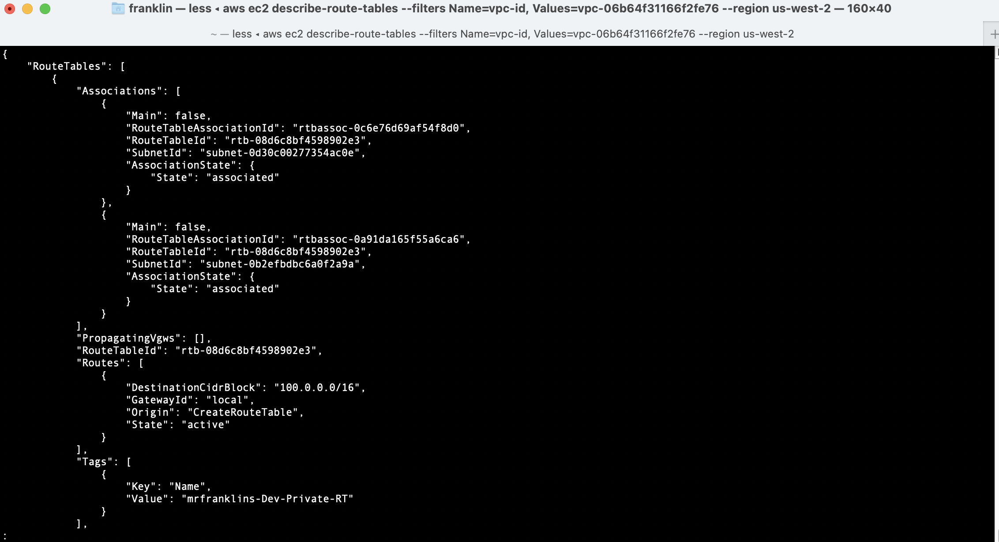 franklin — less ◂ aws ec2 describe-route-tables --filters Name=vpc-id, Values=vpc-06b64f31166f2fe76 --region us-west-2 — 160×40
~ — less ◂ aws ec2 describe-route-tables --filters Name=vpc-id, Values=vpc-06b64f31166f2fe76 --region us-west-2
+
{
    "RouteTables": [
        {
            "Associations": [
                {
                    "Main": false,
                    "RouteTableAssociationId": "rtbassoc-0c6e76d69af54f8d0",
                    "RouteTableId": "rtb-08d6c8bf4598902e3",
                    "SubnetId": "subnet-0d30c00277354ac0e",
                    "AssociationState": {
                        "State": "associated"
                    }
                },
                {
                    "Main": false,
                    "RouteTableAssociationId": "rtbassoc-0a91da165f55a6ca6",
                    "RouteTableId": "rtb-08d6c8bf4598902e3",
                    "SubnetId": "subnet-0b2efbdbc6a0f2a9a",
                    "AssociationState": {
                        "State": "associated"
                    }
                }
            ],
            "PropagatingVgws": [],
            "RouteTableId": "rtb-08d6c8bf4598902e3",
            "Routes": [
                {
                    "DestinationCidrBlock": "100.0.0.0/16",
                    "GatewayId": "local",
                    "Origin": "CreateRouteTable",
                    "State": "active"
                }
            ],
            "Tags": [
                {
                    "Key": "Name",
                    "Value": "mrfranklins-Dev-Private-RT"
                }
            ],
: